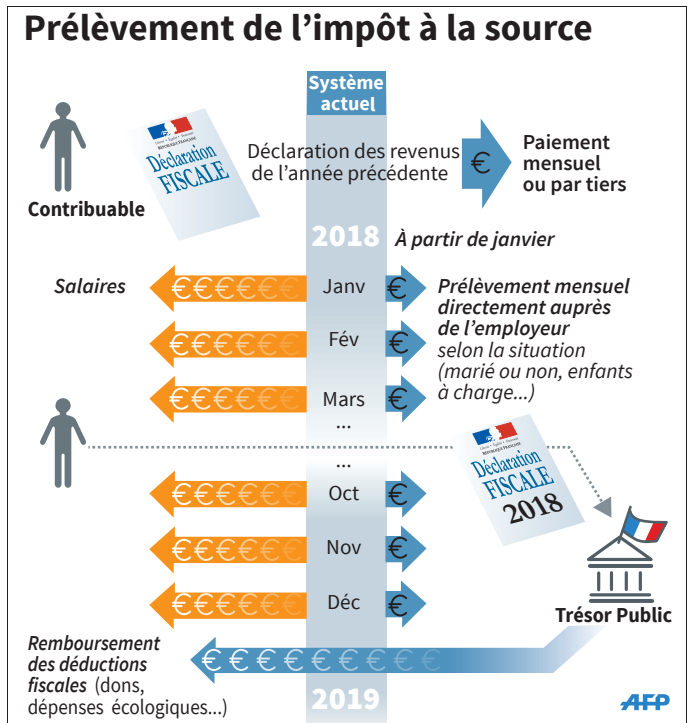 Prélèvement de l'impôt à la source
Système
actuel
Déclaration
FISCALE
Contribuable
Déclaration des revenus
de l'année précédente
€
Paiement
mensuel
ou par tiers
2018
À partir de janvier
Salaires
€€€€€€
Janv
€
Prélèvement mensuel
directement auprès
de l'employeur
selon la situation
(marié ou non, enfants
à charge...)
€€€€€€
Fév
€
€€€€€€
Mars
€
...
...
Déclaration
FISCALE
2018
€€€€€€
Oct
€
€€€€€€
Nov
€
€€€€€€
Déc
€
Trésor Public
Remboursement
des déductions
fiscales (dons,
dépenses écologiques...)
€€€€€€€€€
2019
AFP